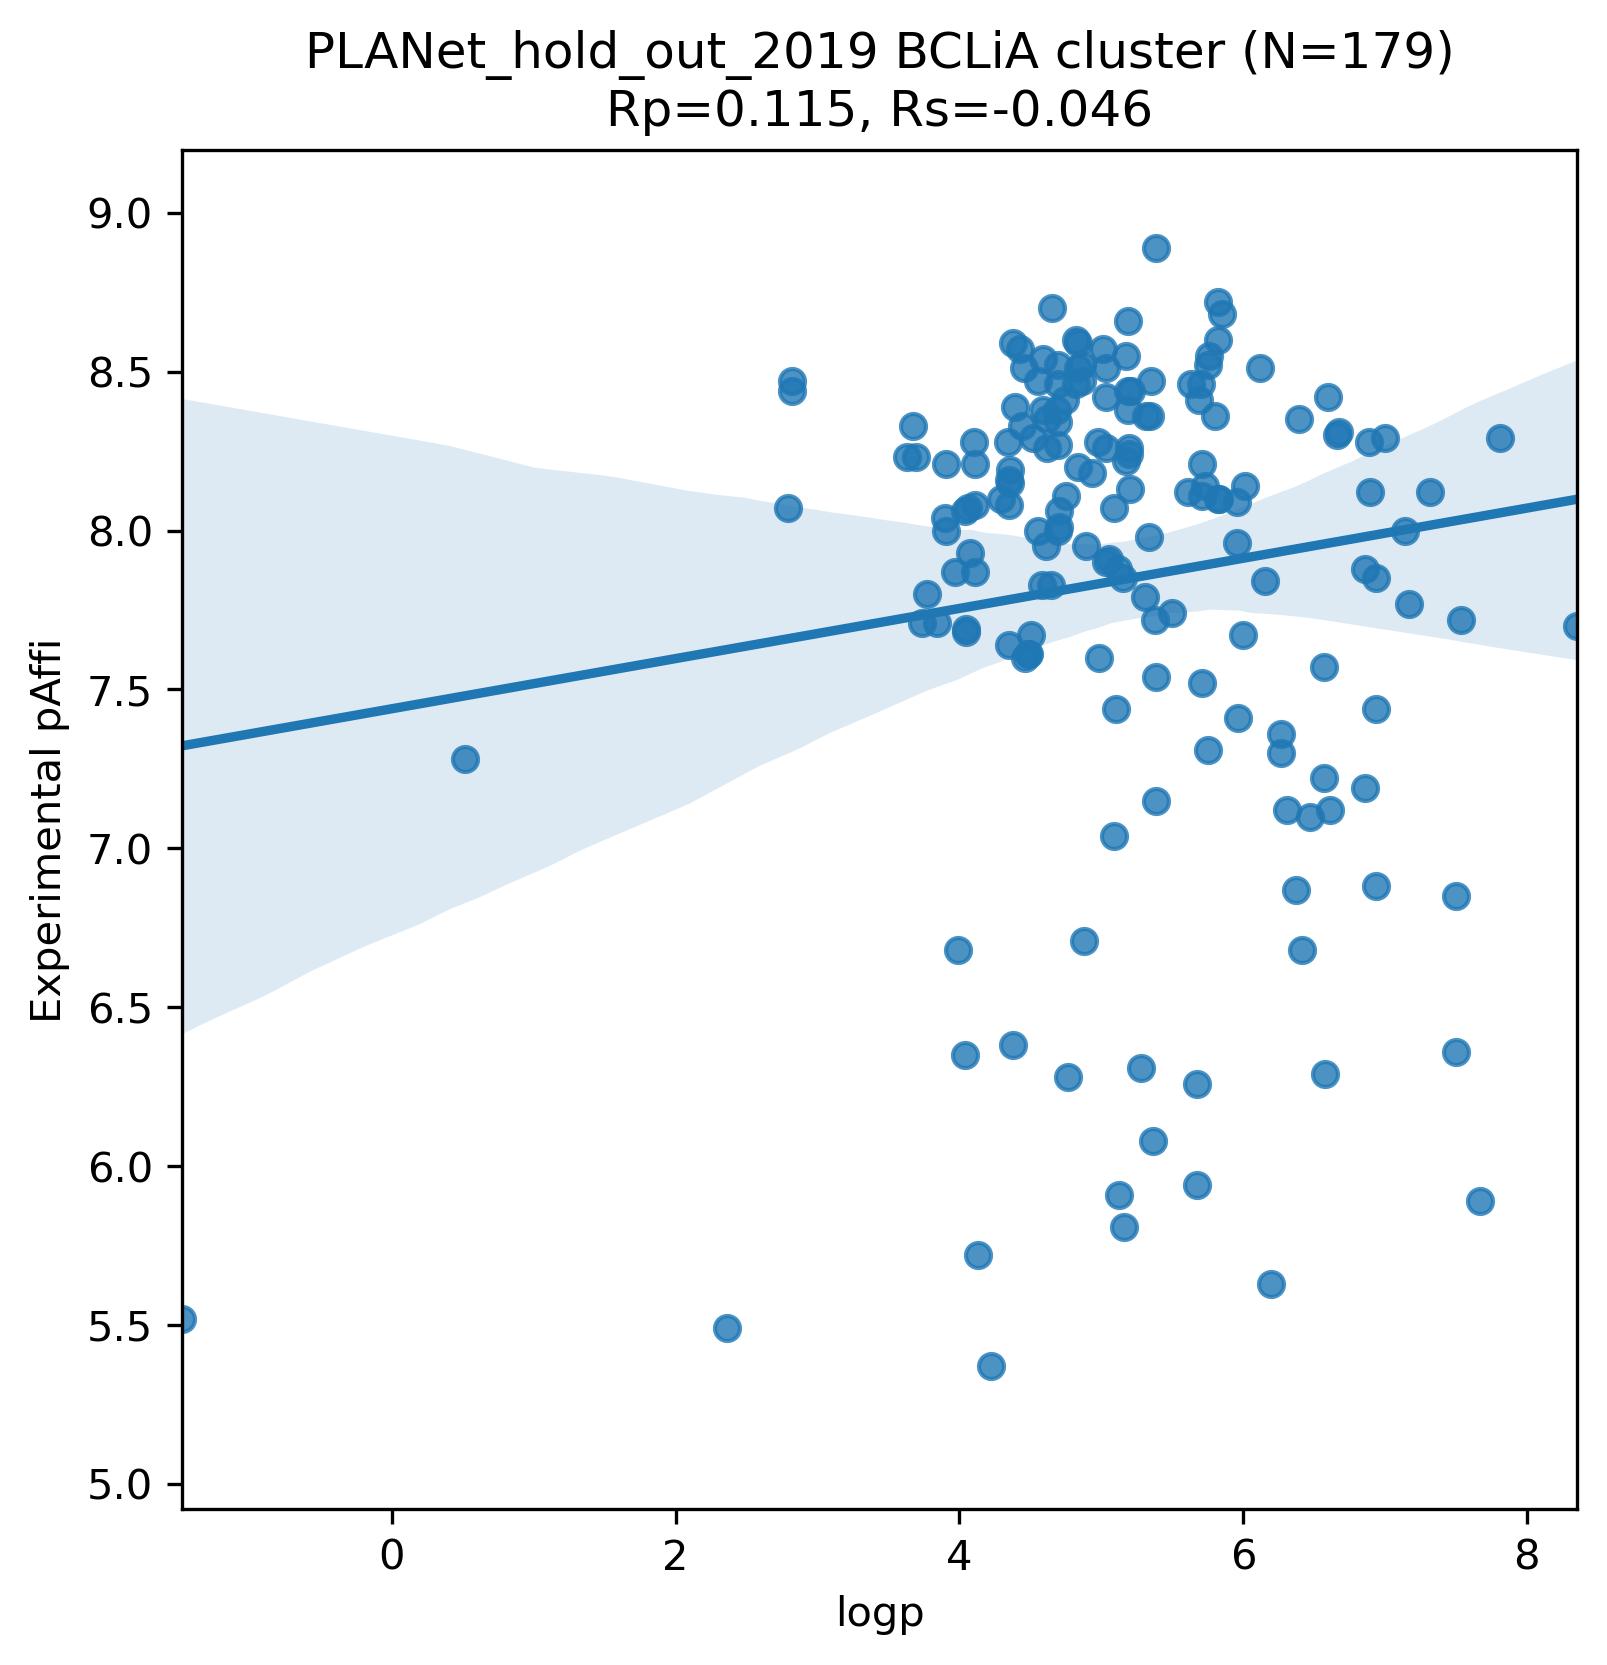 PLANet_hold_out_2019 BCLiA cluster (N=179)
Rp=0.115, Rs=-0.046
9.0
8.5
8.0
7.5
7.0
6.5
6.0
5.5
5.0
Experimental pAffi
0 2 4 6 8
logp